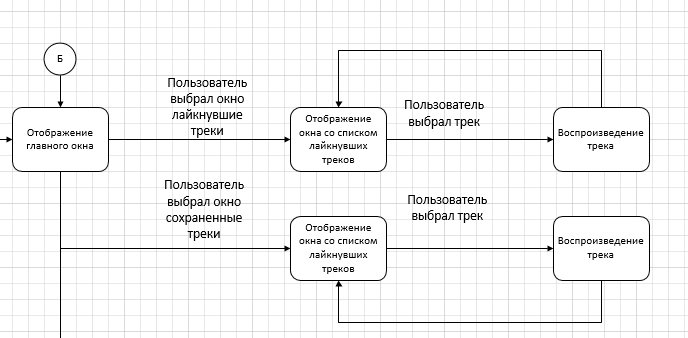 Б
Пользователь
выбрал окно
лайкнувшие
треки
Отображение
главного окна
Отображение
окна со списком
лайкнувших
треков
Пользователь
выбрал трек
Воспроизведение
трека
Пользователь
выбрал окно
сохраненные
треки
Отображение
окна со списком
лайкнувших
треков
Пользователь
выбрал трек
Воспроизведение
трека